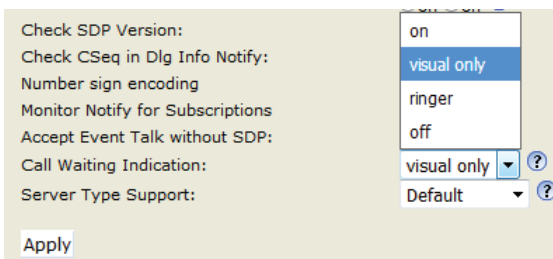 Check SDP Version:
on
Check CSeq in Dlg Info Notify:
visual only
Number sign encoding
ringer
Monitor Notify for Subscriptions
Accept Event Talk without SDP:
off
Call Waiting Indication:
visual only ?
Server Type Support:
Default ?
Apply